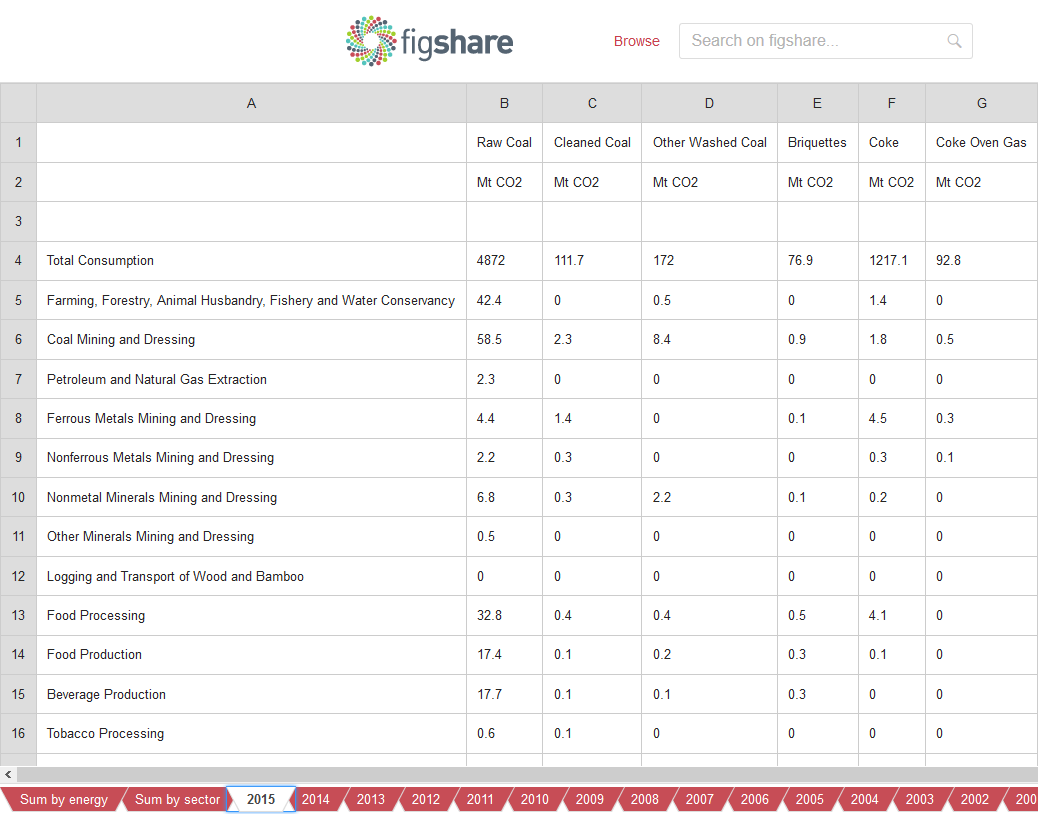 figshare Browse Search on figshare...
A B C D E F G
1 Raw Coal Cleaned Coal Other Washed Coal Briquettes Coke Coke Oven Gas
2 Mt CO2 Mt CO2 Mt CO2 Mt CO2 Mt CO2 Mt CO2
3
4 Total Consumption 4872 111.7 172 76.9 1217.1 92.8
5 Farming, Forestry, Animal Husbandry, Fishery and Water Conservancy 42.4 0 0.5 0 1.4 0
6 Coal Mining and Dressing 58.5 2.3 8.4 0.9 1.8 0.5
7 Petroleum and Natural Gas Extraction 2.3 0 0 0 0 0
8 Ferrous Metals Mining and Dressing 4.4 1.4 0 0.1 4.5 0.3
9 Nonferrous Metals Mining and Dressing 2.2 0.3 0 0 0.3 0.1
10 Nonmetal Minerals Mining and Dressing 6.8 0.3 2.2 0.1 0.2 0
11 Other Minerals Mining and Dressing 0.5 0 0 0 0 0
12 Logging and Transport of Wood and Bamboo 0 0 0 0 0 0
13 Food Processing 32.8 0.4 0.4 0.5 4.1 0
14 Food Production 17.4 0.1 0.2 0.3 0.1 0
15 Beverage Production 17.7 0.1 0.1 0.3 0 0
16 Tobacco Processing 0.6 0.1 0 0 0 0
Sum by energy Sum by sector 2015 2014 2013 2012 2011 2010 2009 2008 2007 2006 2005 2004 2003 2002 200